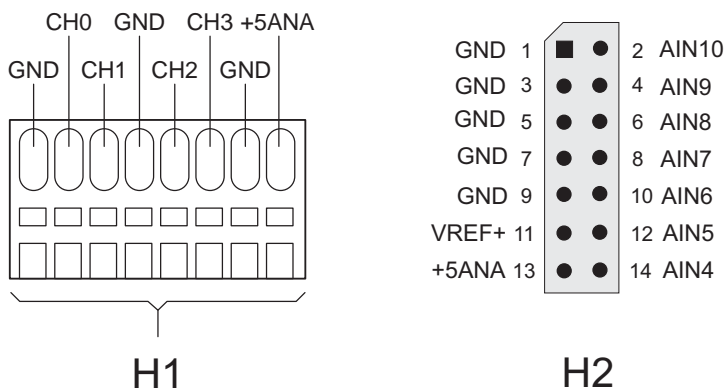 CH0 GND CH3 +5ANA
GND CH1 CH2 GND
H1
GND 1 2 AIN10
GND 3 4 AIN9
GND 5 6 AIN8
GND 7 8 AIN7
GND 9 10 AIN6
VREF+ 11 12 AIN5
+5ANA 13 14 AIN4
H2